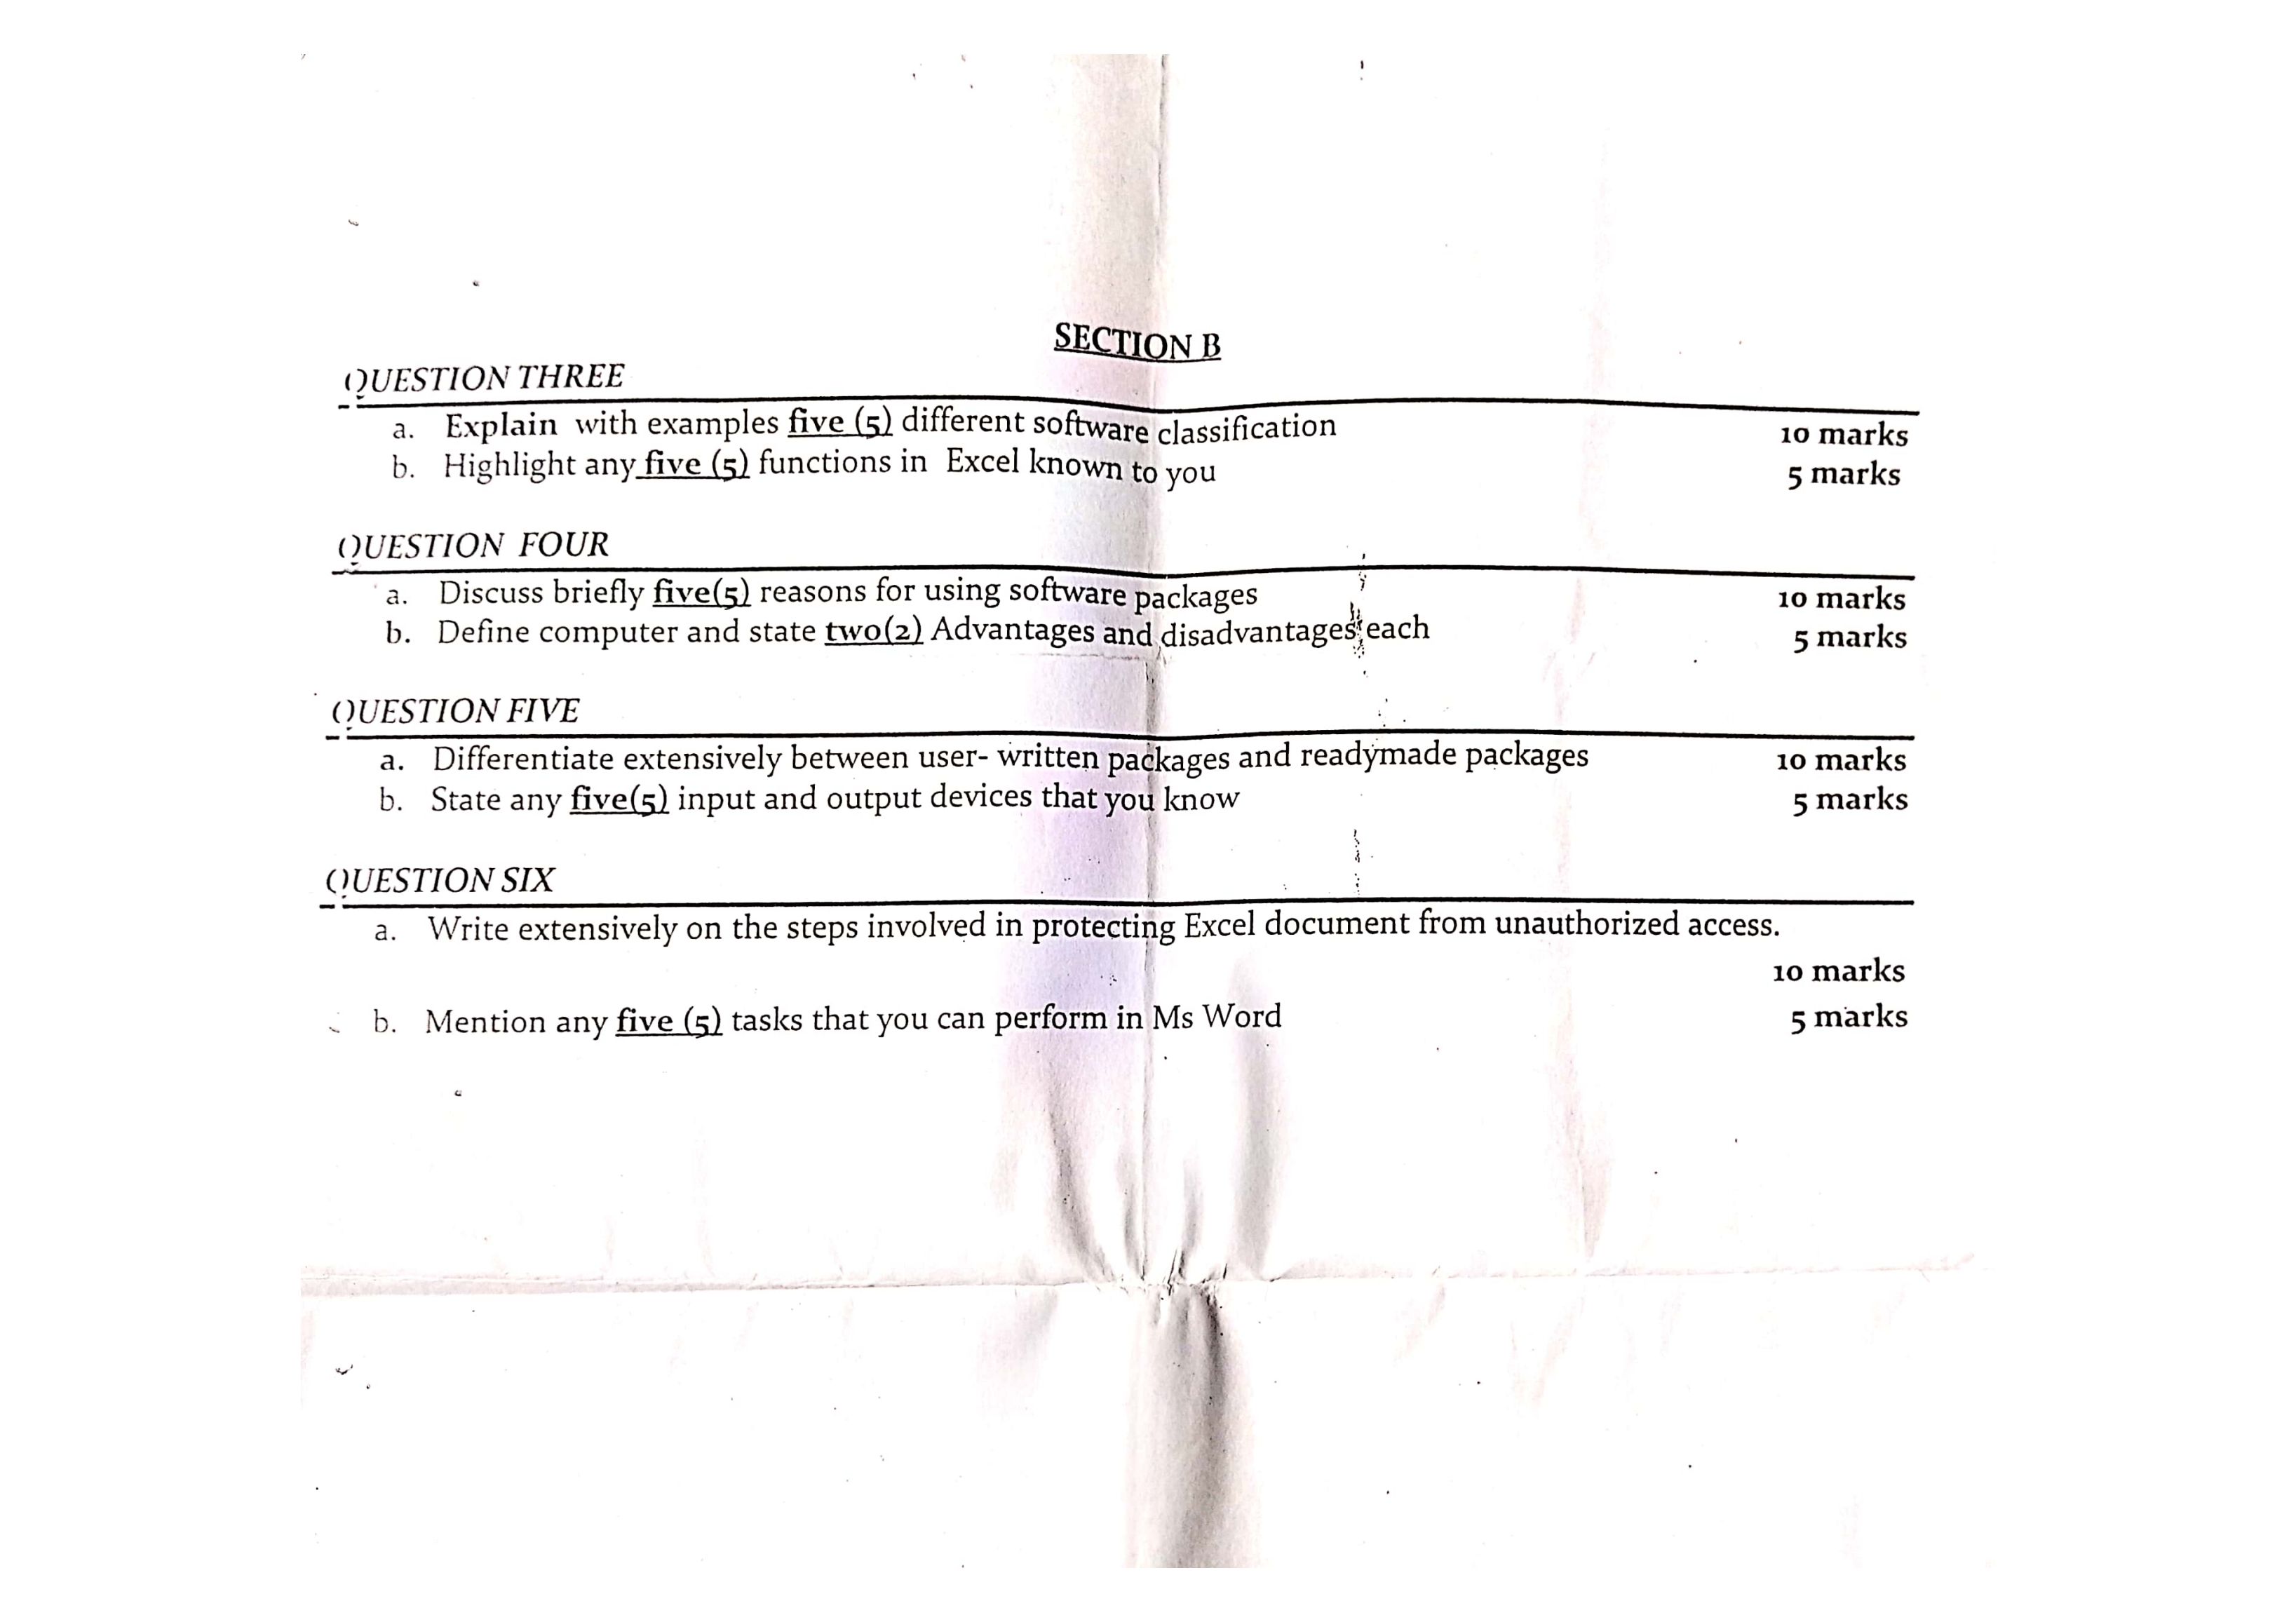 SECTION B
QUESTION THREE
a. Explain with examples five (5) different software classification 10 marks
b. Highlight any five (5) functions in Excel known to you 5 marks
QUESTION FOUR
a. Discuss briefly five(5) reasons for using software packages 10 marks
b. Define computer and state two(2) Advantages and disadvantages each 5 marks
QUESTION FIVE
a. Differentiate extensively between user- written packages and readymade packages 10 marks
b. State any five(5) input and output devices that you know 5 marks
QUESTION SIX
a. Write extensively on the steps involved in protecting Excel document from unauthorized access.
10 marks
b. Mention any five (5) tasks that you can perform in Ms Word 5 marks